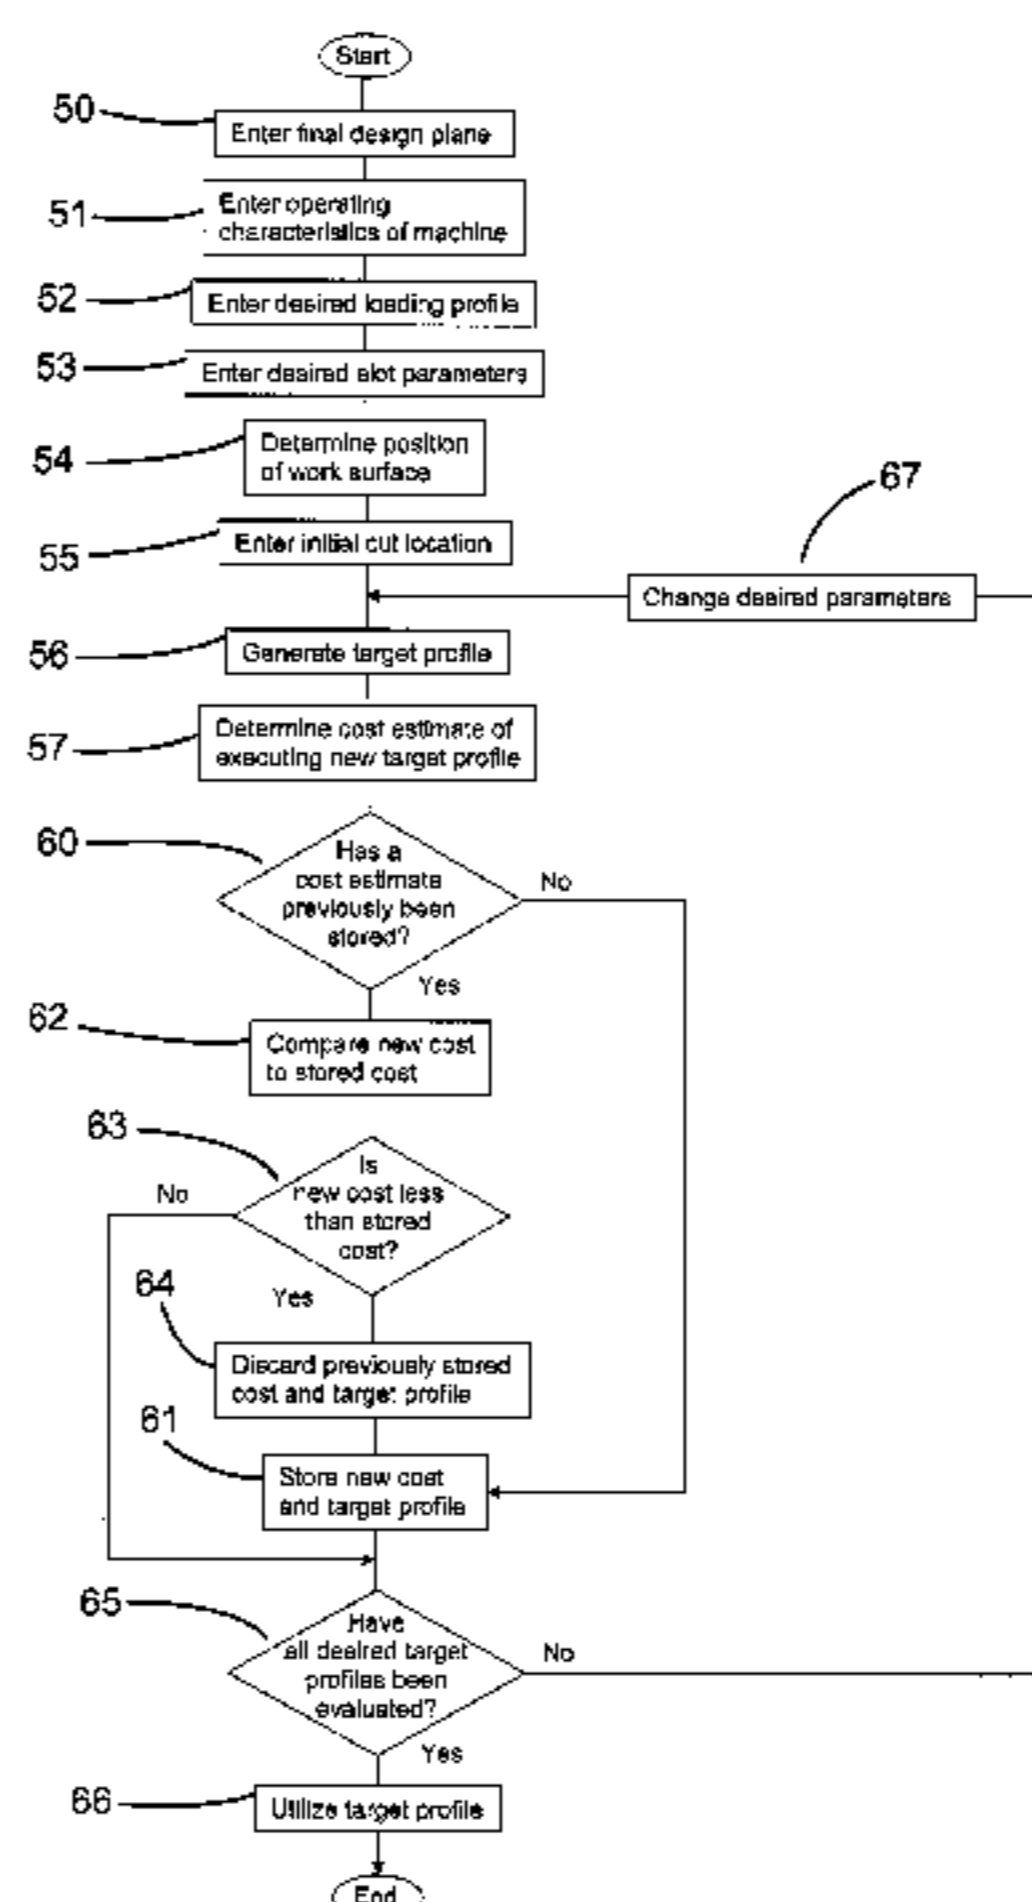 Start
50
Enter final design plane
51
Enter operating
characteristics of machine
52
Enter desired loading profile
53
Enter desired slot parameters
54
Determine position
of work surface
67
55
Enter initial cut location
Change desired parameters
56
Generate target profile
57
Determine cost estimate of
executing new target profile
60
Has a
cost estimate
previously been
stored?
No
Yes
62
Compare new cost
to stored cost
63
Is
new cost less
than stored
cost?
No
Yes
64
Discard previously stored
cost and target profile
61
Store new cost
and target profile
65
Have
all desired target
profiles been
evaluated?
No
Yes
66
Utilize target profile
End